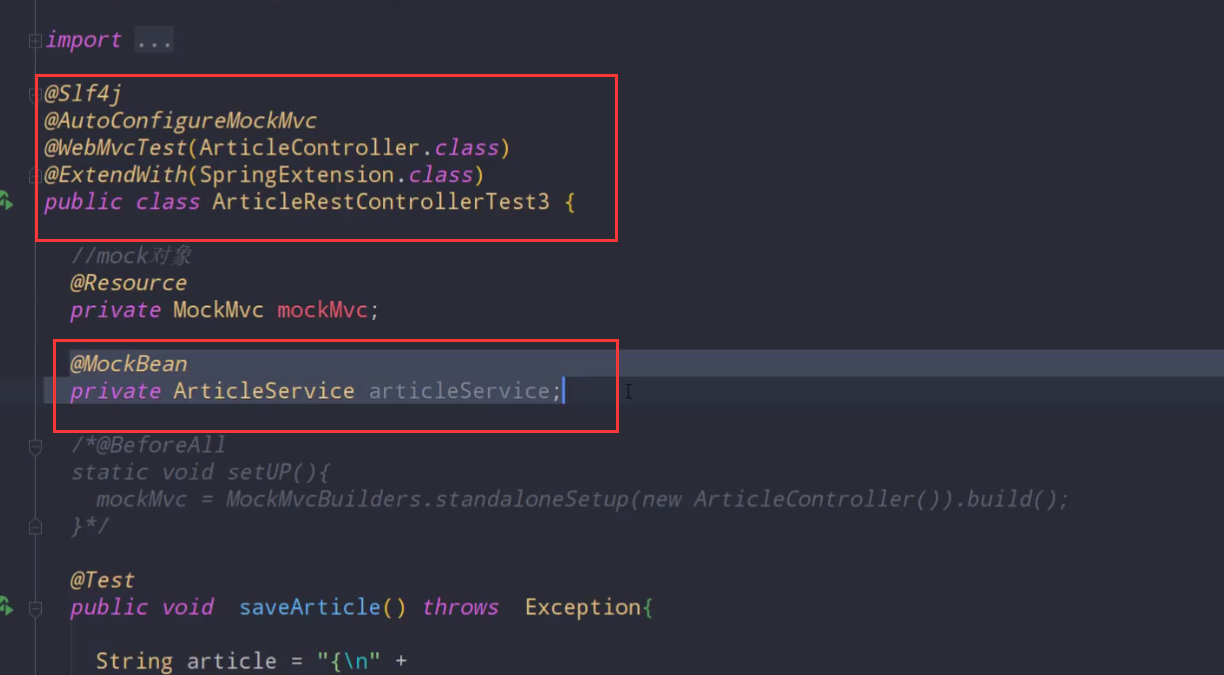 import ...
@Slf4j
@AutoConfigureMockMvc
@WebMvcTest(ArticleController.class)
@ExtendWith(SpringExtension.class)
public class ArticleRestControllerTest3 {
//mock对象
@Resource
private MockMvc mockMvc;
@MockBean
private ArticleService articleService;
/*@BeforeAll
static void setUP(){
mockMvc = MockMvcBuilders.standaloneSetup(new ArticleController()).build();
}*/
@Test
public void saveArticle() throws Exception{
String article = "{\n" +